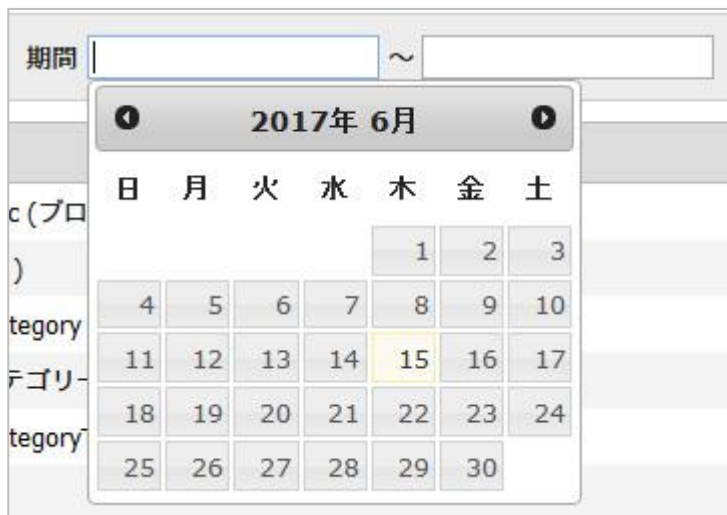 期間 ～
2017年 6月
日 月 火 水 木 金 土
c (ブロ
1 2 3
)
4 5 6 7 8 9 10
tegory
11 12 13 14 15 16 17
テゴリー
18 19 20 21 22 23 24
tegoryT
25 26 27 28 29 30